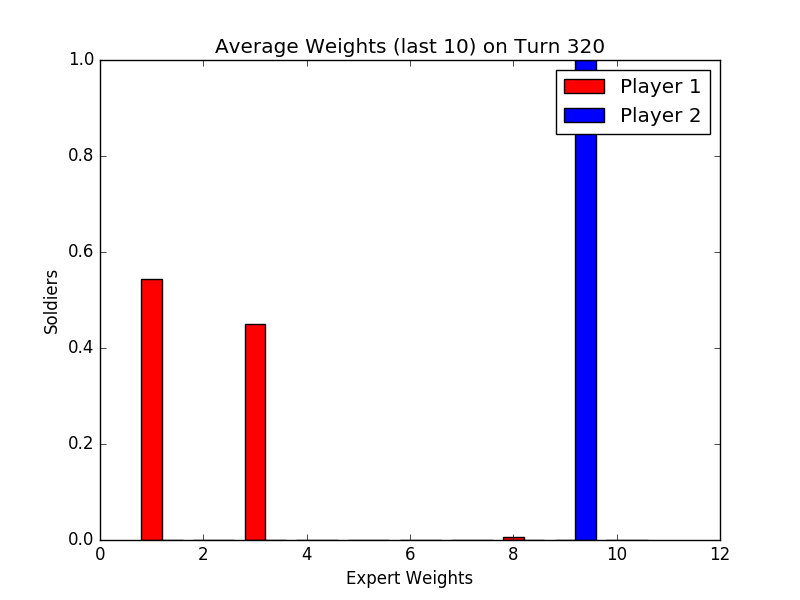 Average Weights (last 10) on Turn 320
1.0
0.8
0.6
0.4
0.2
0.0
Soldiers
Player 1
Player 2
0 2 4 6 8 10 12
Expert Weights